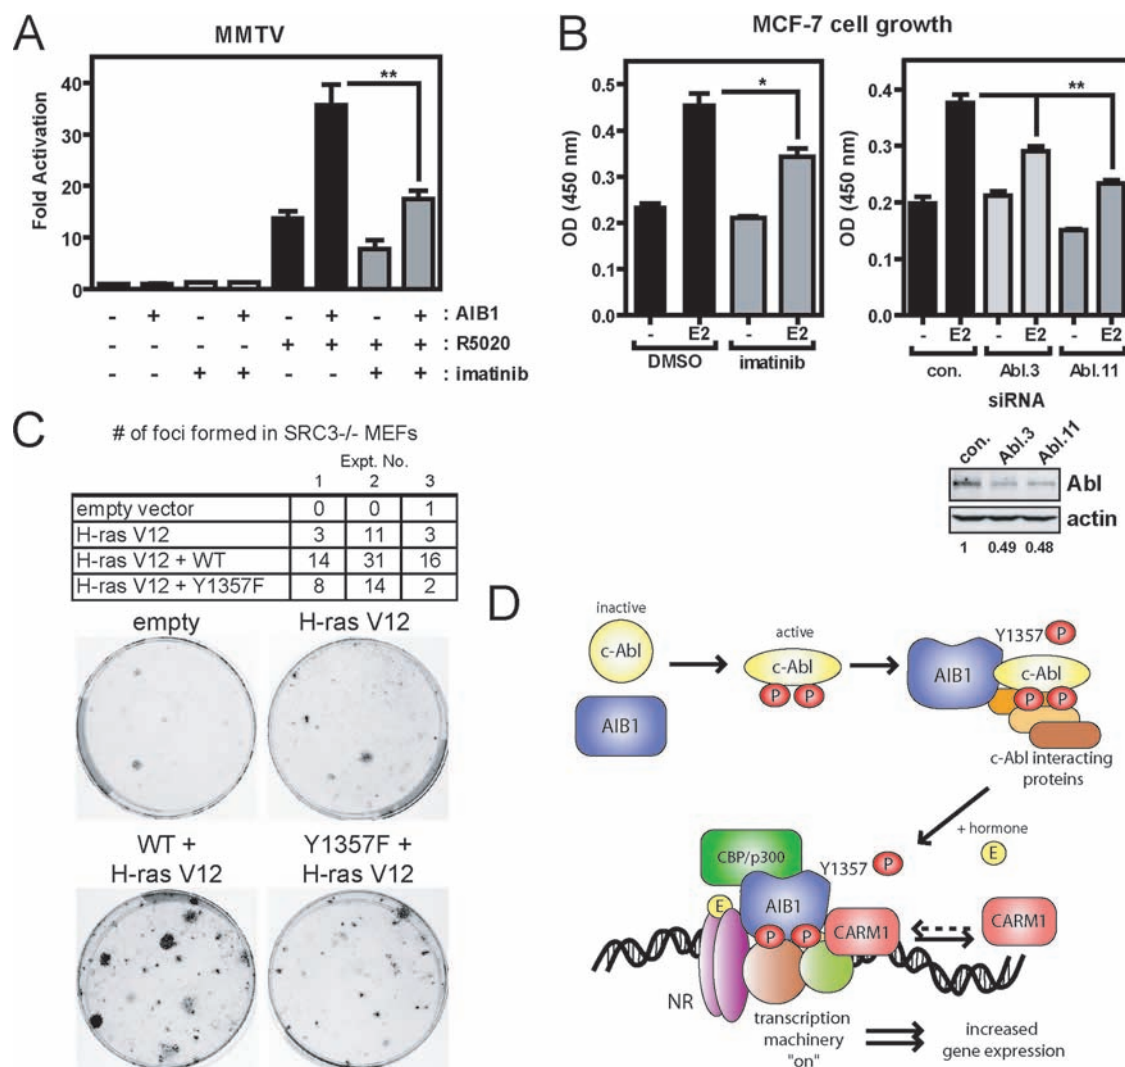 A
MMTV
Fold Activation
40
30
20
10
0
**
- + - + - + - + : AIB1
- - - - + + + + : R5020
- - + + - - + + : imatinib
B
MCF-7 cell growth
OD (450 nm)
0.5
0.4
0.3
0.2
0.1
0.0
*
- E2 - E2
DMSO imatinib
OD (450 nm)
0.4
0.3
0.2
0.1
0.0
**
- E2 - E2 - E2
con. Abl.3 Abl.11
siRNA
con. Abl.3 Abl.11
Abl
actin
1 0.49 0.48
C
# of foci formed in SRC3-/- MEFs
Expt. No.
1 2 3
empty vector 0 0 1
H-ras V12 3 11 3
H-ras V12 + WT 14 31 16
H-ras V12 + Y1357F 8 14 2
empty
H-ras V12
WT +
H-ras V12
Y1357F +
H-ras V12
D
inactive
c-Abl
AIB1
active
c-Abl
P P
Y1357 P
AIB1
c-Abl
P P
c-Abl interacting
proteins
+ hormone
E
CBP/p300
Y1357 P
E
AIB1
P P
CARM1
CARM1
NR
transcription
machinery
"on"
increased
gene expression